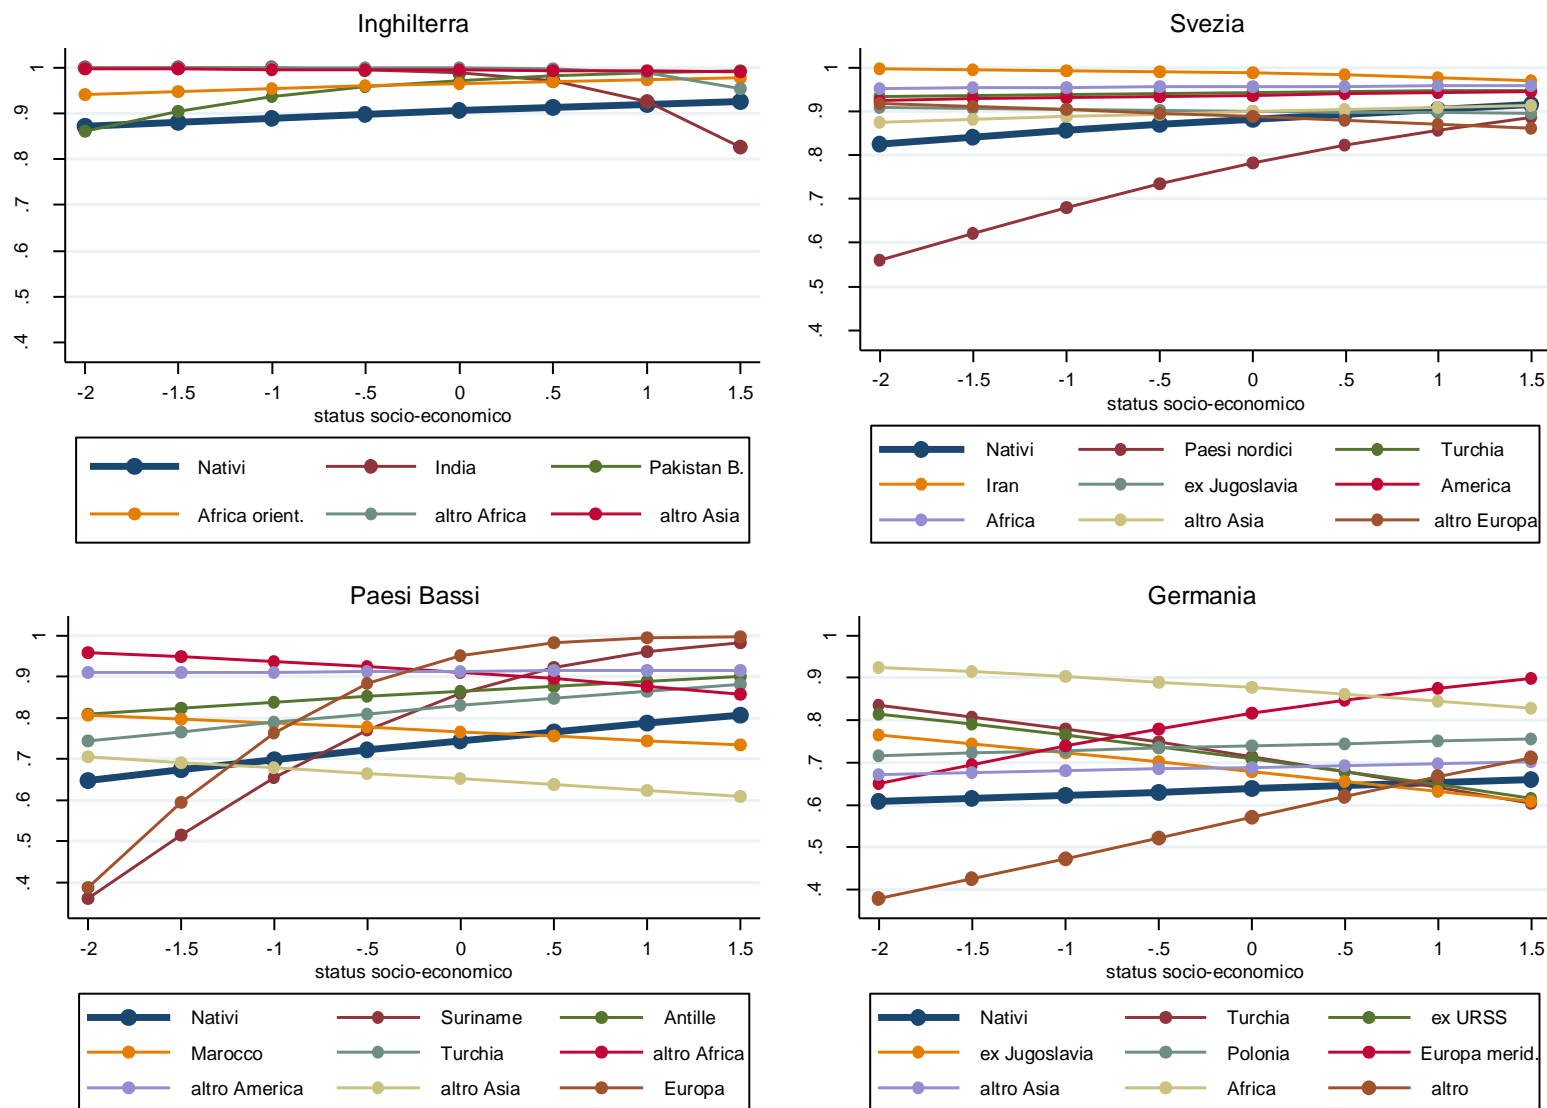 Inghilterra
1
.9
.8
.7
.6
.5
.4
-2 -1.5 -1 -.5 0 .5 1 1.5
status socio-economico
Nativi India Pakistan B.
Africa orient. altro Africa altro Asia
Svezia
1
.9
.8
.7
.6
.5
.4
-2 -1.5 -1 -.5 0 .5 1 1.5
status socio-economico
Nativi Paesi nordici Turchia
Iran ex Jugoslavia America
Africa altro Asia altro Europa
Paesi Bassi
1
.9
.8
.7
.6
.5
.4
-2 -1.5 -1 -.5 0 .5 1 1.5
status socio-economico
Nativi Suriname Antille
Marocco Turchia altro Africa
altro America altro Asia Europa
Germania
1
.9
.8
.7
.6
.5
.4
-2 -1.5 -1 -.5 0 .5 1 1.5
status socio-economico
Nativi Turchia ex URSS
ex Jugoslavia Polonia Europa merid.
altro Asia Africa altro